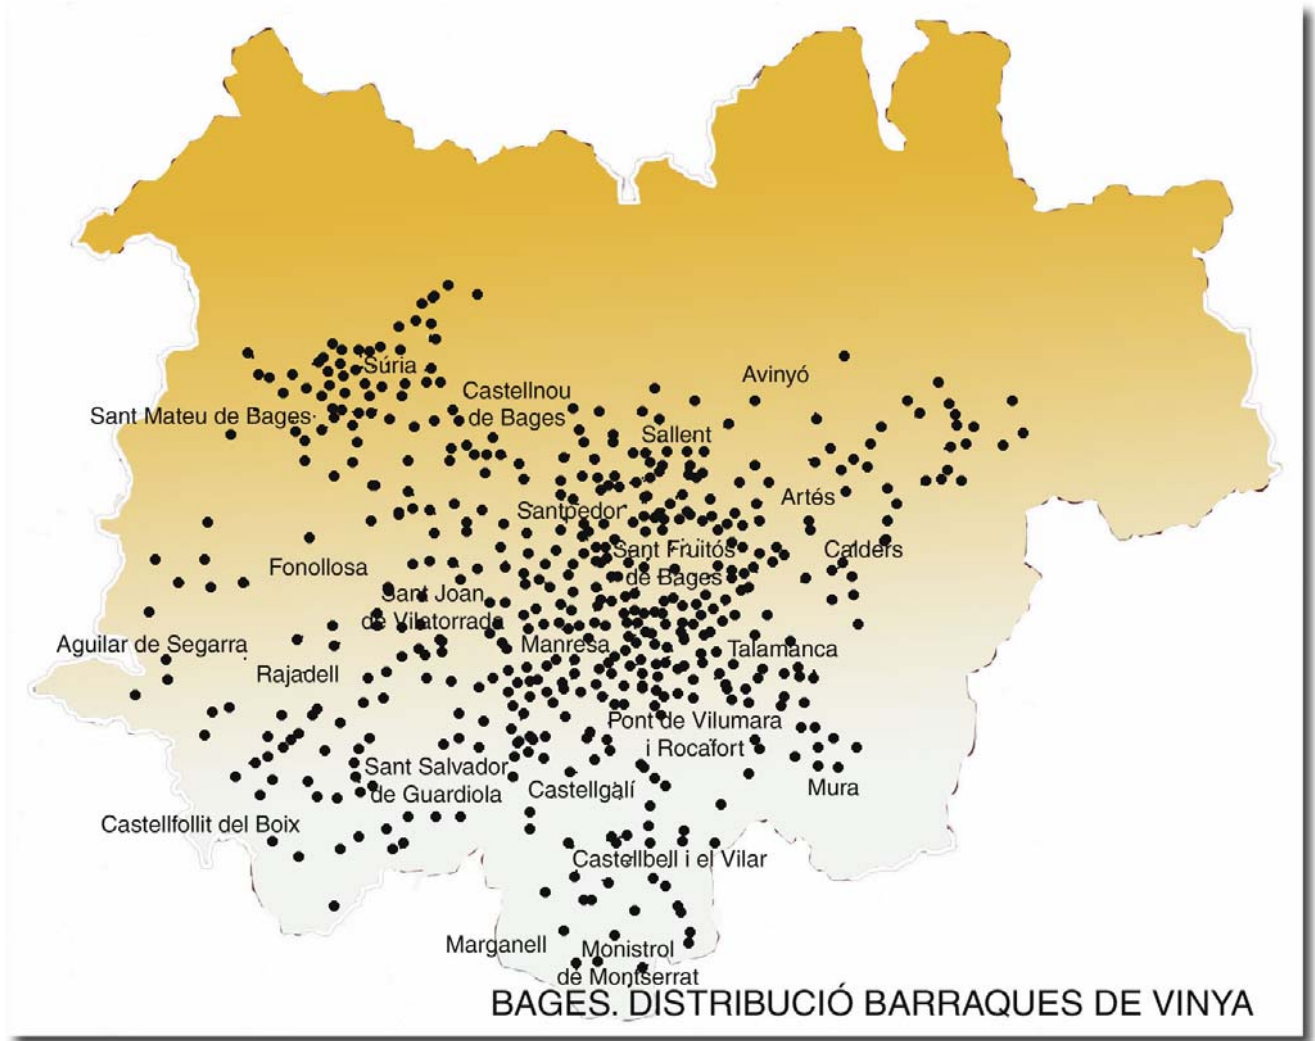 Súria
Avinyó
Castellnou
de Bages
Sant Mateu de Bages
Sallent
Artés
Santpedor
Sant Fruitós
de Bages
Calders
Fonollosa
Sant Joan
de Vilatorrada
Aguilar de Segarra
Manresa
Talamanca
Rajadell
Pont de Vilumara
i Rocafort
Sant Salvador
de Guardiola
Castellgalí
Mura
Castellfollit del Boix
Castellbell i el Vilar
Marganell
Monistrol
de Montserrat
BAGES. DISTRIBUCIÓ BARRAQUES DE VINYA